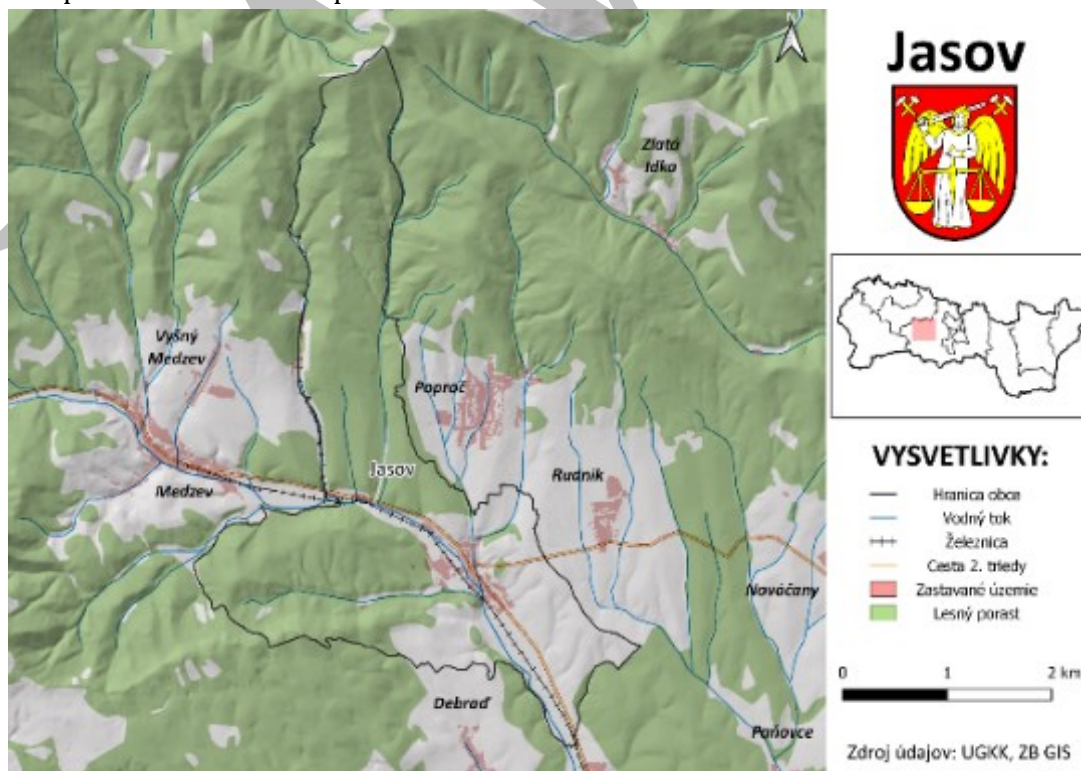 Jasov
Zlatá
Idka
Vyšný
Medzev
Poproč
Jasov
Rudník
Medzev
Nováčany
Debraď
Paňovce
VYSVETLIVKY:
Hranica obce
Vodný tok
Železnica
Cesta 2. triedy
Zastavané územie
Lesný porast
0 1 2 km
Zdroj údajov: UGKK, ZB GIS